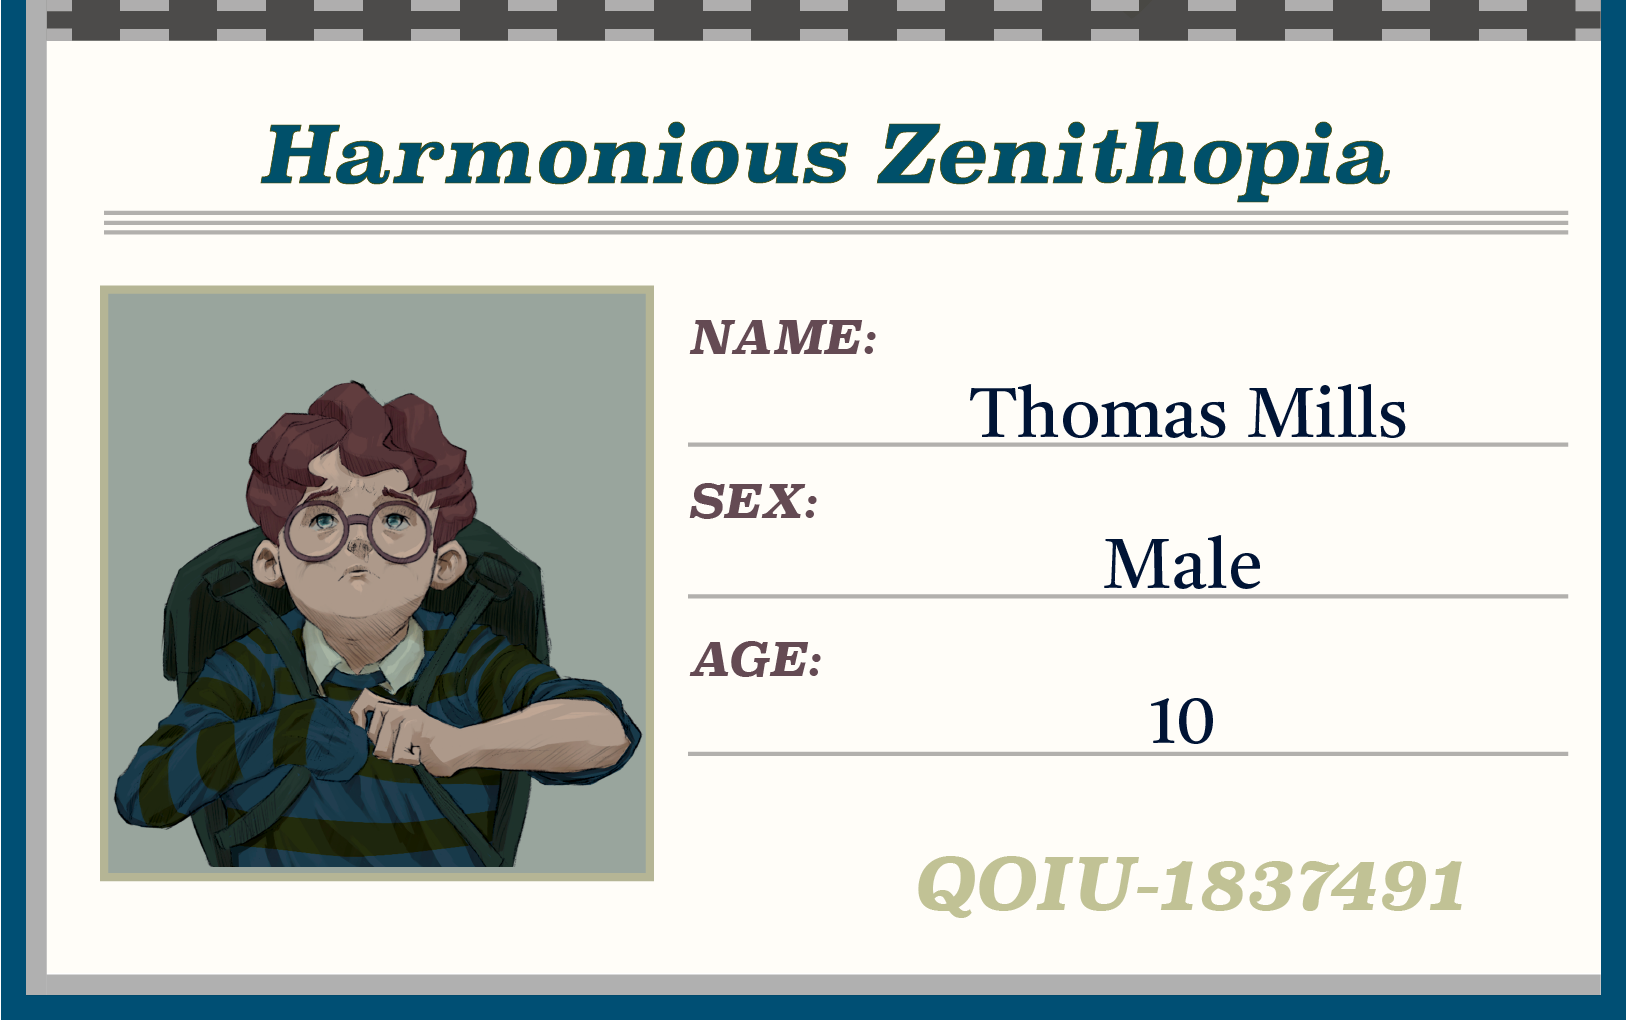 Harmonious Zenithopia
NAME:
Thomas Mills
SEX:
Male
AGE:
10
QOIU-1837491